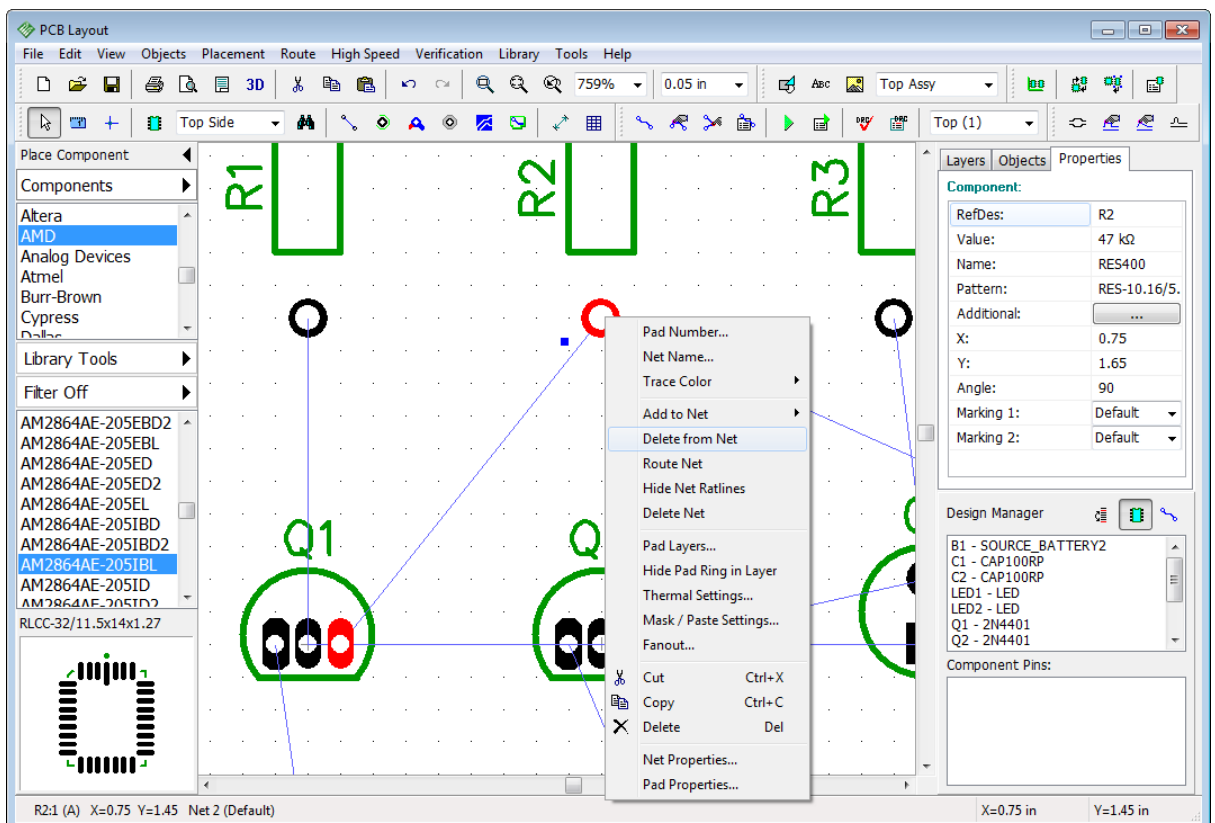 PCB Layout
File Edit View Objects Placement Route High Speed Verification Library Tools Help
3D 759% 0.05 in ABC Top Assy
Top Side DRC DRC Top (1)
Place Component
Components
Altera
AMD
Analog Devices
Atmel
Burr-Brown
Cypress
Dallas
Library Tools
Filter Off
AM2864AE-205EBD2
AM2864AE-205EBL
AM2864AE-205ED
AM2864AE-205ED2
AM2864AE-205EL
AM2864AE-205IBD
AM2864AE-205IBD2
AM2864AE-205IBL
AM2864AE-205ID
AM2864AE-205ID2
RLCC-32/11.5x14x1.27
R1
R2
R3
Q1
Q
Pad Number...
Net Name...
Trace Color
Add to Net
Delete from Net
Route Net
Hide Net Ratlines
Delete Net
Pad Layers...
Hide Pad Ring in Layer
Thermal Settings...
Mask / Paste Settings...
Fanout...
Cut Ctrl+X
Copy Ctrl+C
Delete Del
Net Properties...
Pad Properties...
Layers Objects Properties
Component:
RefDes: R2
Value: 47 kΩ
Name: RES400
Pattern: RES-10.16/5.
Additional: ...
X: 0.75
Y: 1.65
Angle: 90
Marking 1: Default
Marking 2: Default
Design Manager
B1 - SOURCE_BATTERY2
C1 - CAP100RP
C2 - CAP100RP
LED1 - LED
LED2 - LED
Q1 - 2N4401
Q2 - 2N4401
Component Pins:
R2:1 (A) X=0.75 Y=1.45 Net 2 (Default) X=0.75 in Y=1.45 in